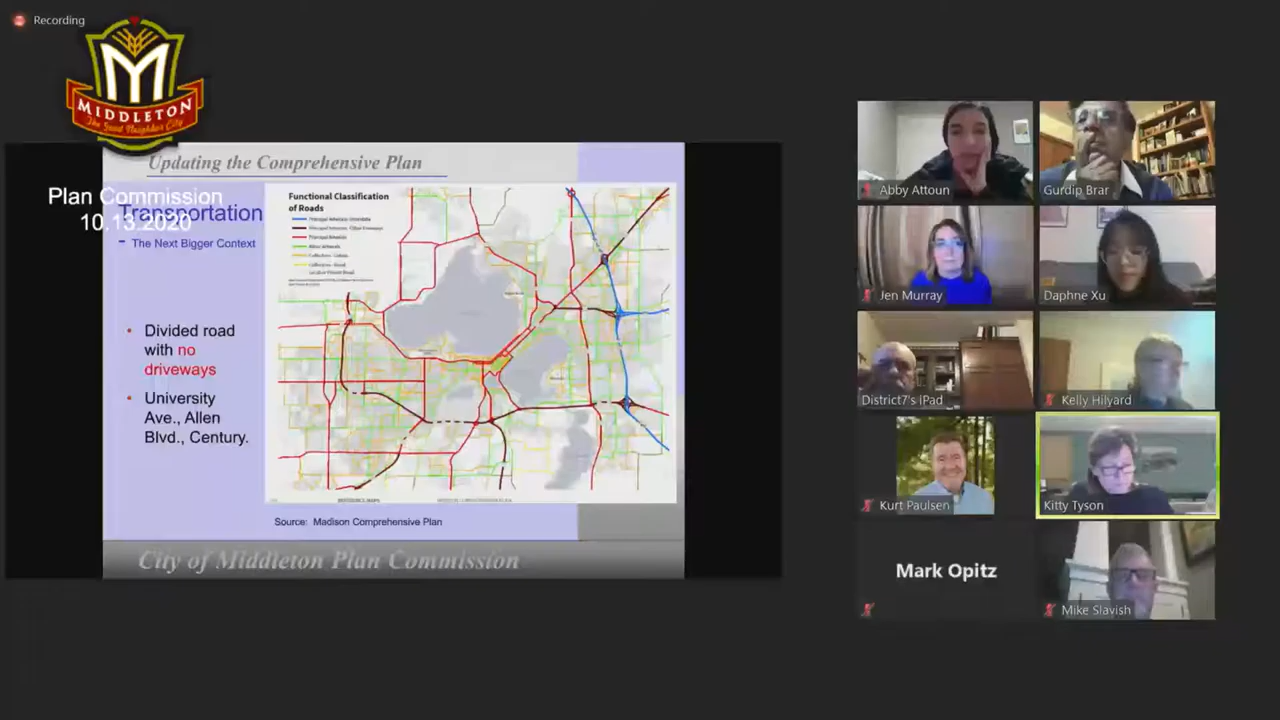 Recording
M
MIDDLETON
The Good Neighbor City
Updating the Comprehensive Plan
Plan Commission
10.13.2020
Transportation
- The Next Bigger Context
• Divided road
with no
driveways
• University
Ave., Allen
Blvd., Century.
Functional Classification
of Roads
Source: Madison Comprehensive Plan
City of Middleton Plan Commission
Abby Attoun
Gurdip Brar
Jen Murray
Daphne Xu
District7's iPad
Kelly Hilyard
Kurt Paulsen
Kitty Tyson
Mark Opitz
Mike Slavish